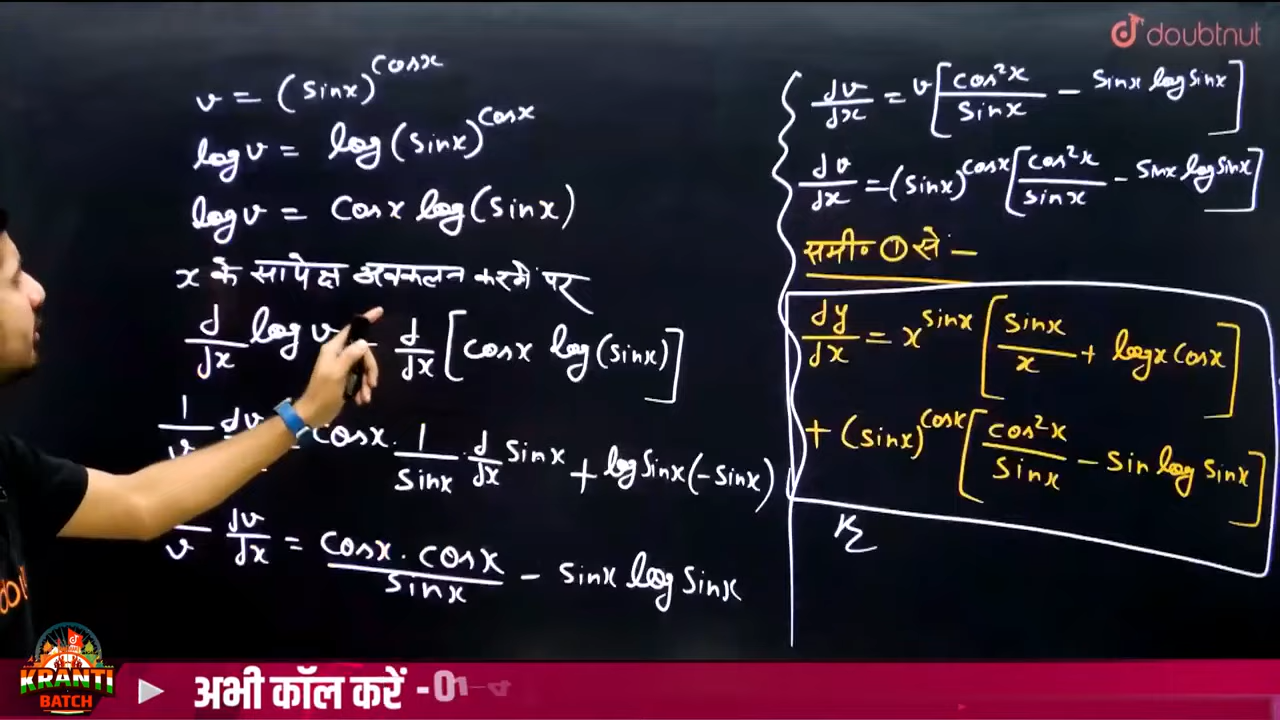 doubtnut
v = (sinx)^cosx
log v = log (sinx)^cosx
log v = cosx log (sinx)
x के सापेक्ष अवकलन करने पर
d/dx log v = d/dx [cosx log (sinx)]
1/v dv = cosx . 1/sinx . d/dx sinx + log sinx (-sinx)
v dv/dx = cosx . cosx/sinx - sinx log sinx
dv/dx = v [cos²x/sinx - sinx log sinx]
dv/dx = (sinx)^cosx [cos²x/sinx - sinx log sinx]
समी० ① से -
dy/dx = x^sinx [sinx/x + logx cosx]
+ (sinx)^cosx [cos²x/sinx - sin log sinx]
KRANTI
BATCH
अभी कॉल करें -01